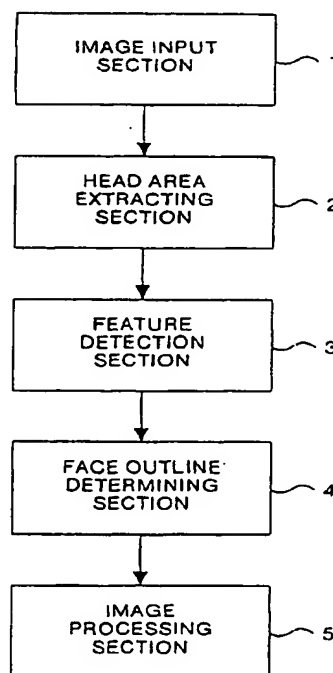 IMAGE INPUT
SECTION
HEAD AREA
EXTRACTING
SECTION
2
FEATURE
DETECTION
SECTION
3
FACE OUTLINE
DETERMINING
SECTION
4
IMAGE
PROCESSING
SECTION
5